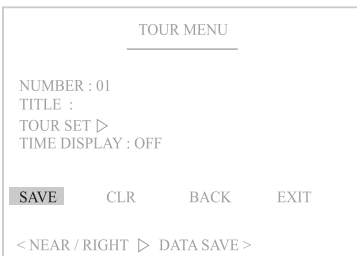 TOUR MENU
NUMBER : 01
TITLE :
TOUR SET ▷
TIME DISPLAY : OFF
SAVE CLR BACK EXIT
< NEAR / RIGHT ▷ DATA SAVE >